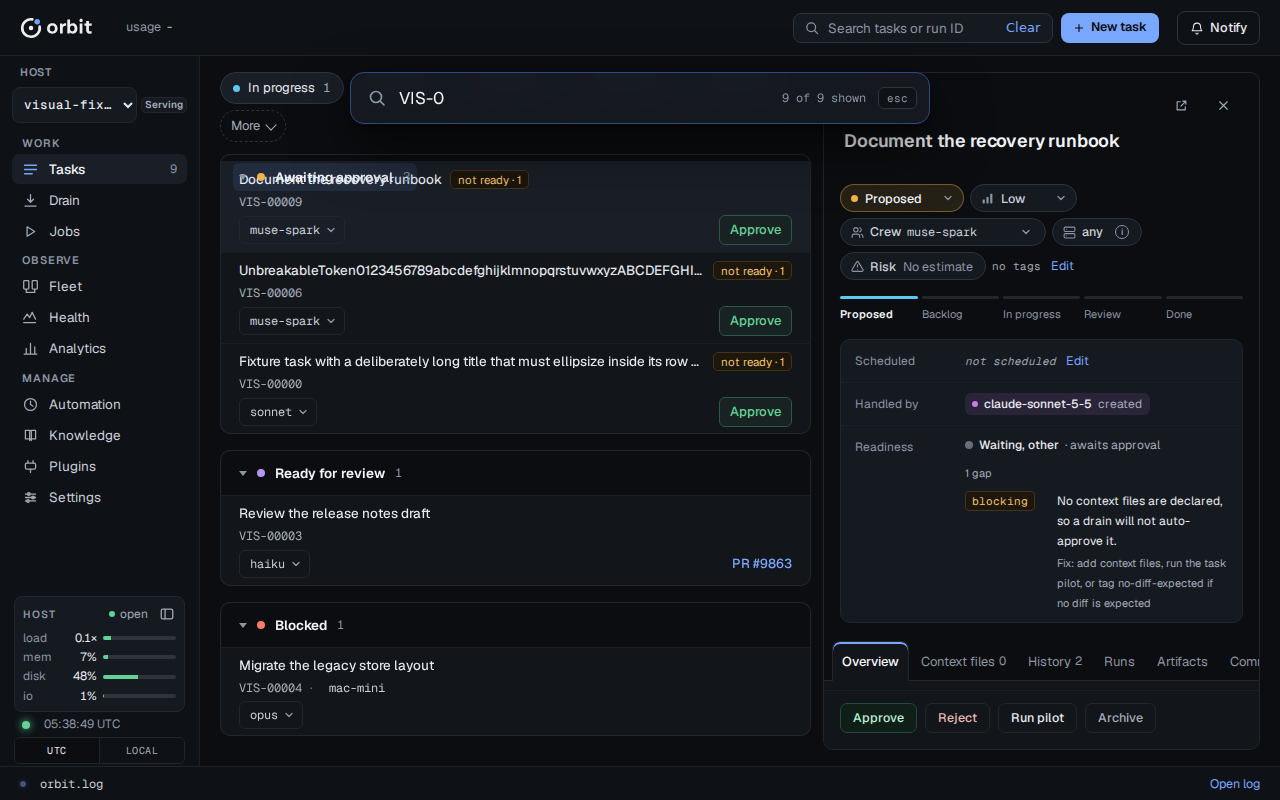 orbit
usage –
Search tasks or run ID
Clear
+ New task
Notify
HOST
visual-fix…
Serving
WORK
Tasks 9
Drain
Jobs
OBSERVE
Fleet
Health
Analytics
MANAGE
Automation
Knowledge
Plugins
Settings
HOST
open
load 0.1×
mem 7%
disk 48%
io 1%
05:38:49 UTC
UTC
LOCAL
In progress 1
More
VIS-0
9 of 9 shown
esc
Awaiting approval
Document the recovery runbook
not ready · 1
VIS-00009
muse-spark
Approve
UnbreakableToken0123456789abcdefghijklmnopqrstuvwxyzABCDEFGHI…
not ready · 1
VIS-00006
muse-spark
Approve
Fixture task with a deliberately long title that must ellipsize inside its row …
not ready · 1
VIS-00000
sonnet
Approve
Ready for review 1
Review the release notes draft
VIS-00003
haiku
PR #9863
Blocked 1
Migrate the legacy store layout
VIS-00004 · mac-mini
opus
Document the recovery runbook
Proposed
Low
Crew muse-spark
any
Risk No estimate
no tags
Edit
Proposed
Backlog
In progress
Review
Done
Scheduled
not scheduled
Edit
Handled by
claude-sonnet-5-5 created
Readiness
Waiting, other · awaits approval
1 gap
blocking
No context files are declared,
so a drain will not auto-
approve it.
Fix: add context files, run the task
pilot, or tag no-diff-expected if
no diff is expected
Overview
Context files 0
History 2
Runs
Artifacts
Com
Approve
Reject
Run pilot
Archive
orbit.log
Open log